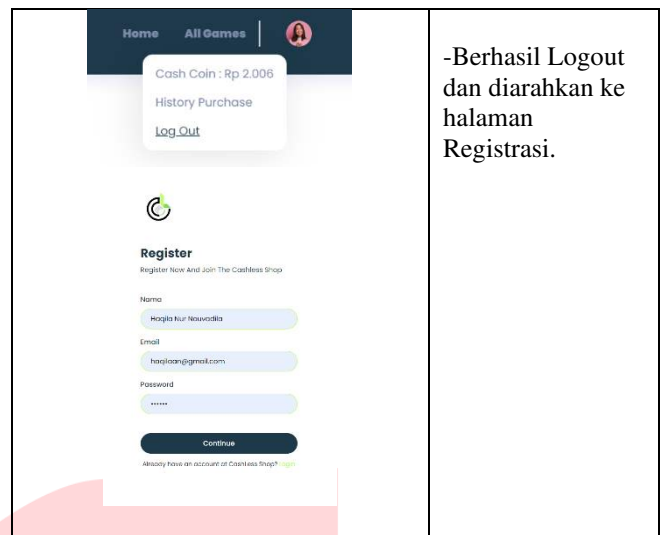 Home All Games
Cash Coin : Rp 2.006
History Purchase
Log Out
Register
Register Now And Join The Cashless Shop
Name
Haqila Nur Nauvadila
Email
haqilaan@gmail.com
Password
••••••
Continue
Already have an account at CashLess Shop? Login
-Berhasil Logout
dan diarahkan ke
halaman
Registrasi.